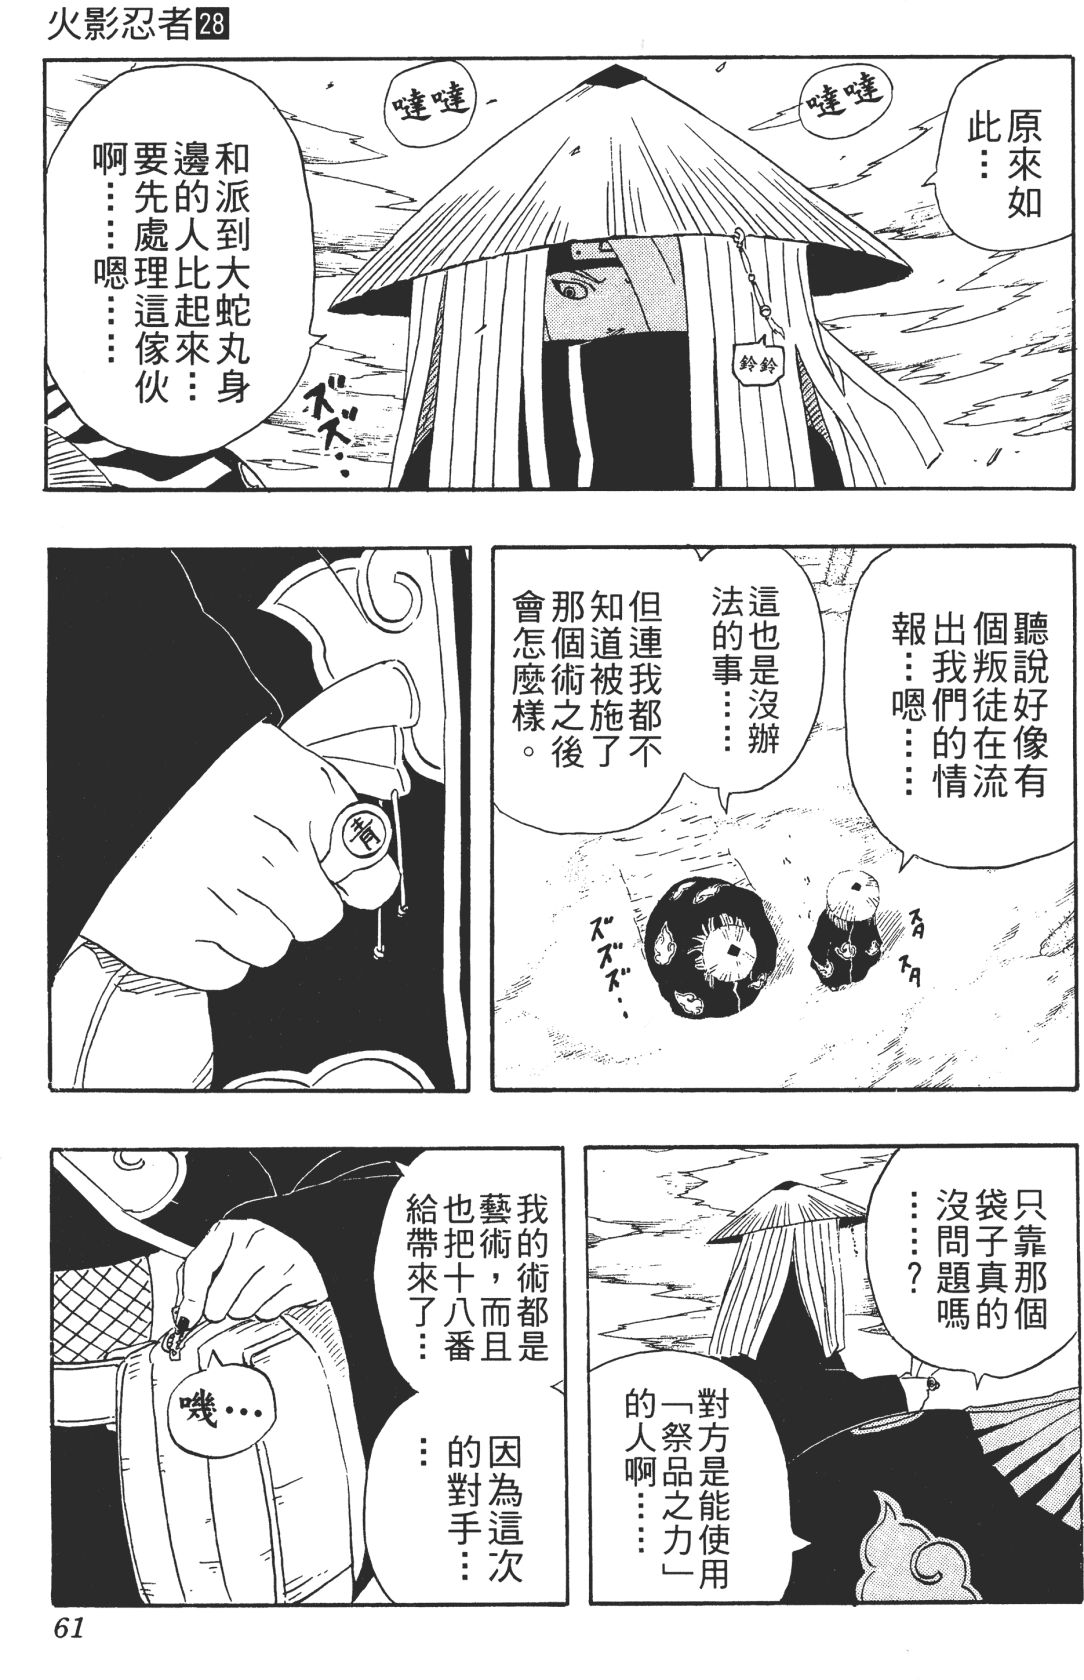 火影忍者28
原來如
此…
噠噠
噠噠
鈴鈴
ズズ…
和派到大蛇丸身
邊的人比起來…
要先處理這傢伙
啊……嗯……
聽說好像有
個叛徒在流
出我們的情
報…嗯……
這也是沒辦
法的事……
但連我都不
知道被施了
那個術之後
會怎麼樣。
スタ
スタ
ズズズ…
青
只靠那個
袋子真的
沒問題嗎
……?
對方是能使用
「祭品之力」
的人啊……
我的術都是
藝術，而且
也把十八番
給帶來了…
因為這次
的對手…
…
嘰…
61